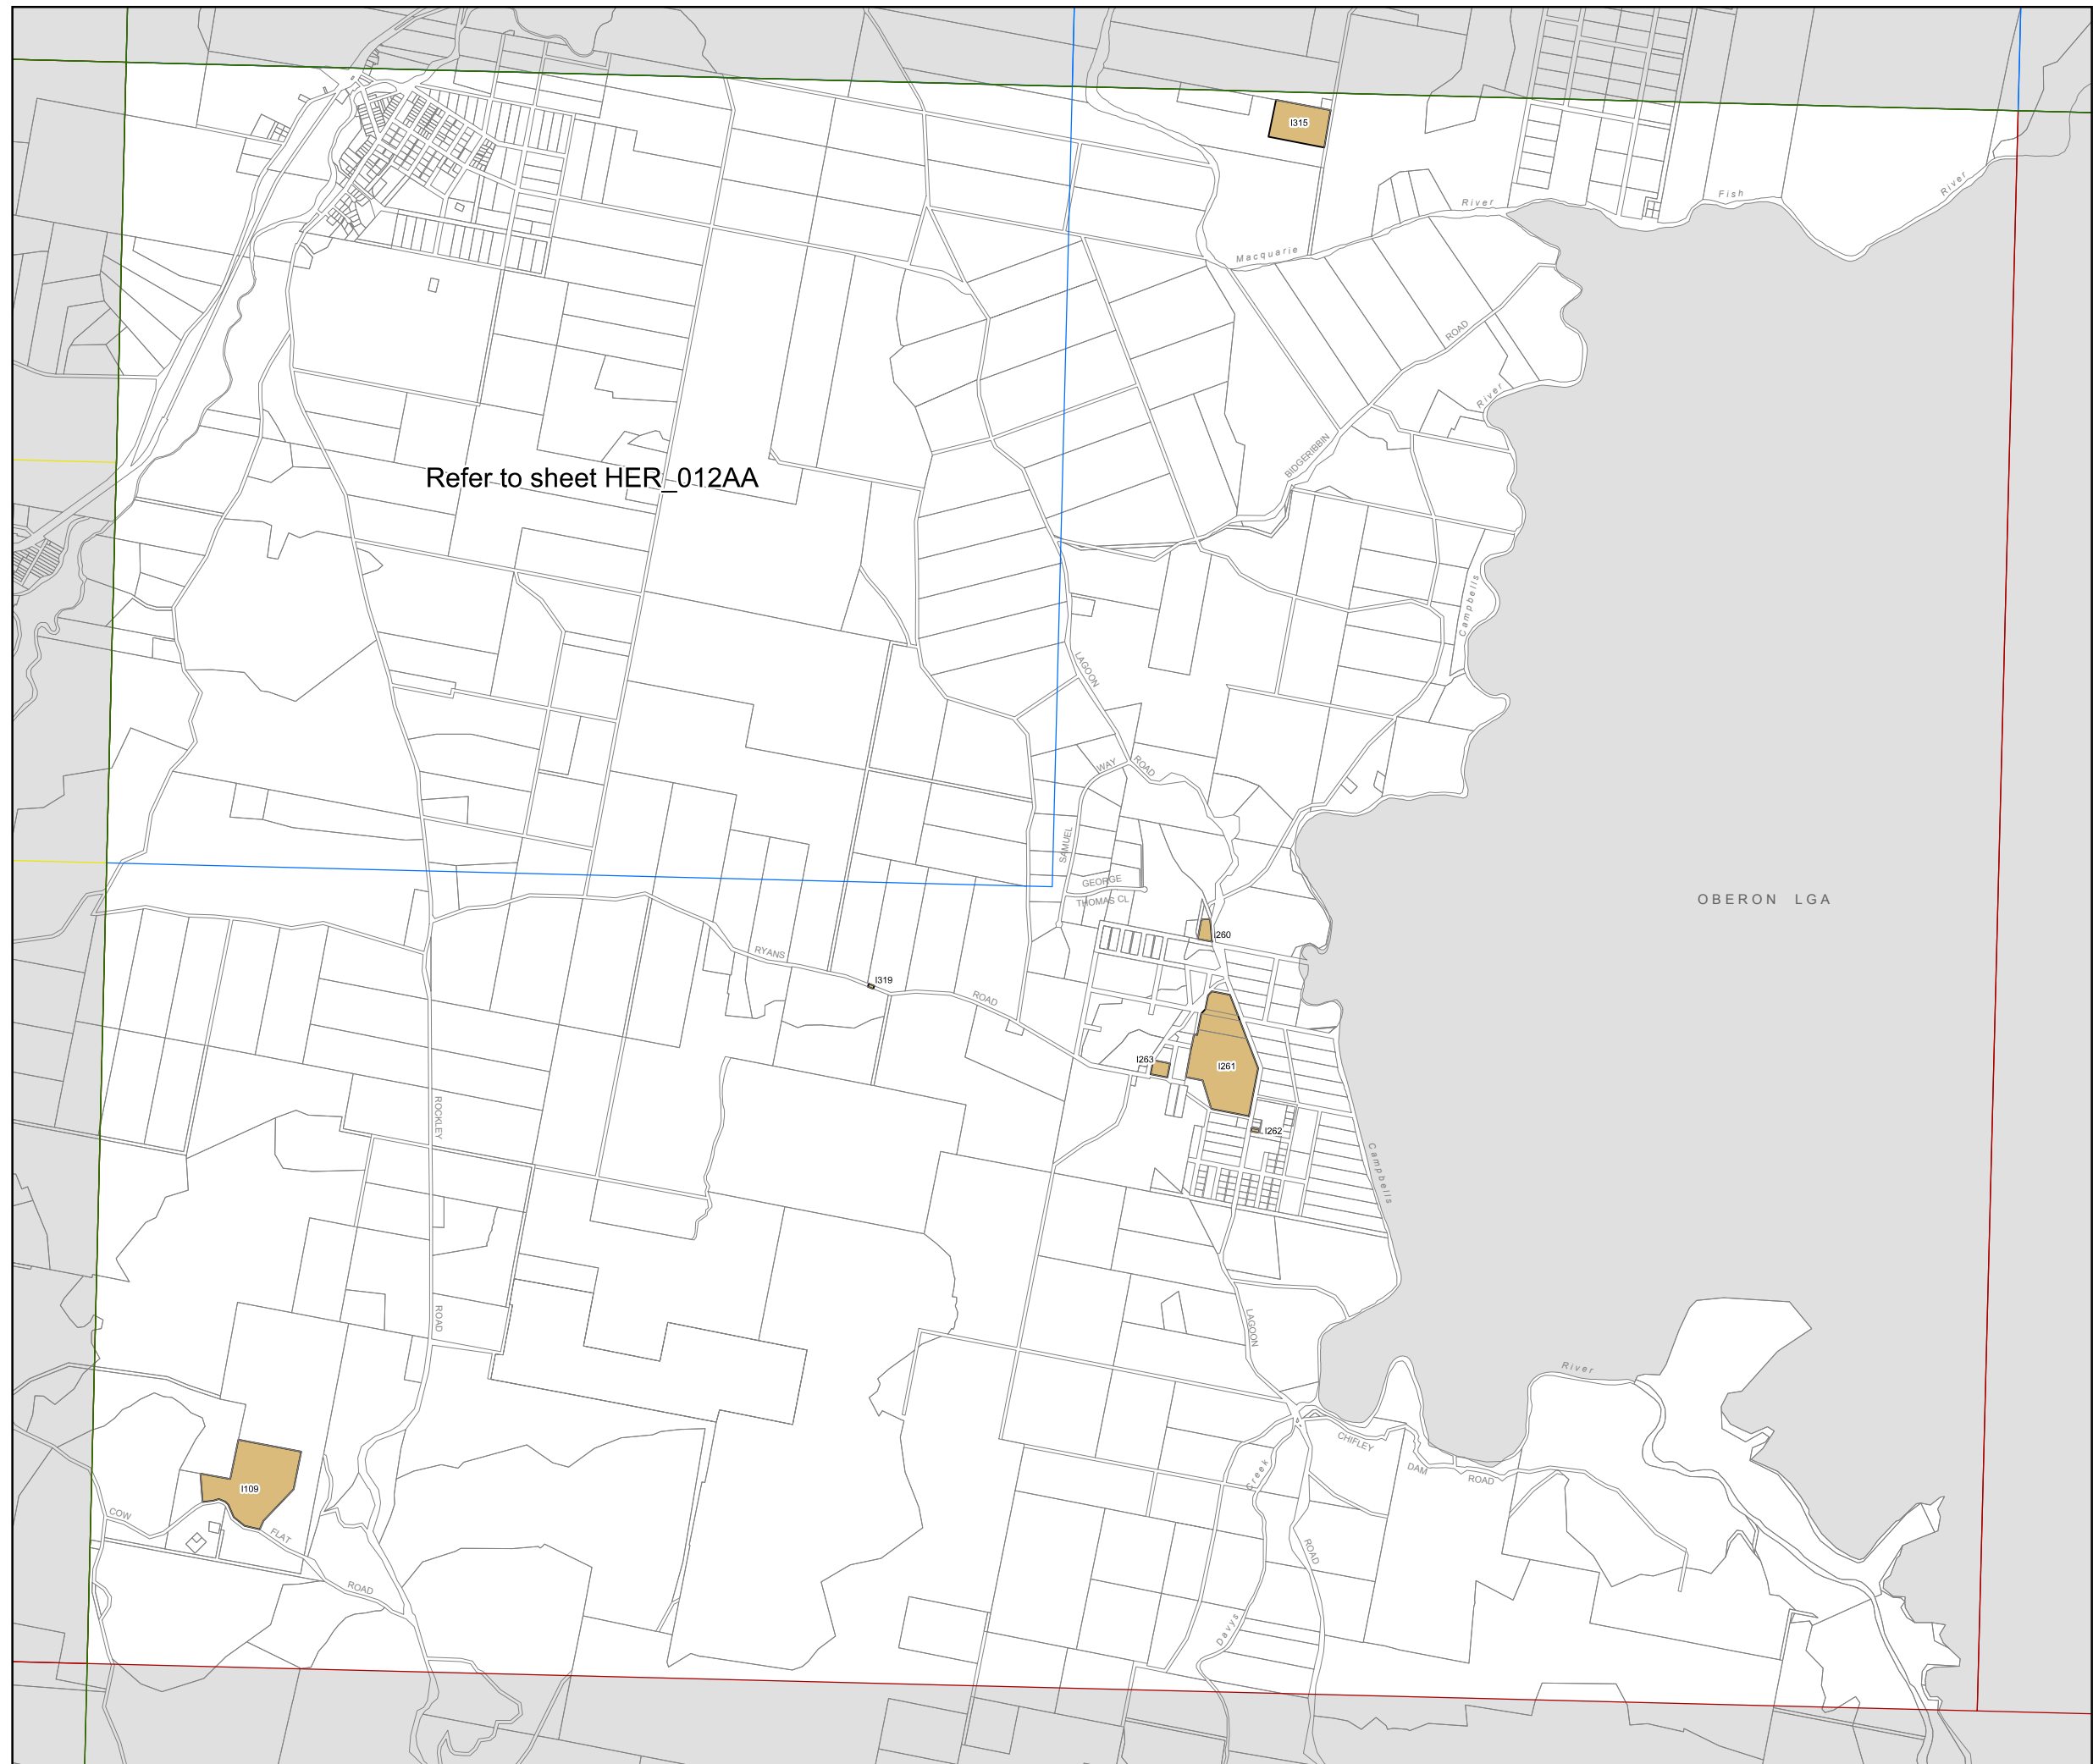 I315
River
Fish
River
Macquarie
ROAD
River
BIDGERIBBIN
Refer to sheet HER_012AA
Campbells
LAGOON
ROAD
WAY
SAMUEL
GEORGE
THOMAS CL
OBERON LGA
I260
RYANS
I319
ROAD
I263
I261
I262
ROCKLEY
Campbells
ROAD
LAGOON
River
CHIFLEY
DAM
ROAD
Creek
I109
COW
FLAT
ROAD
ROAD
Davys